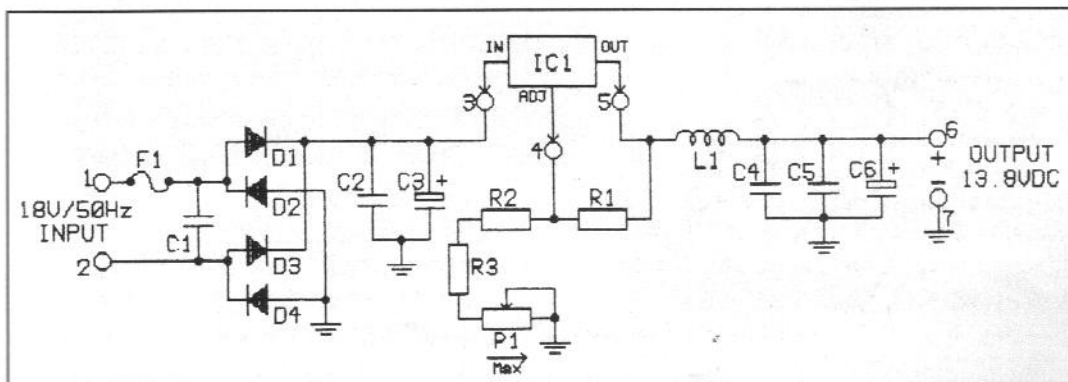 IN
IC1
OUT
ADJ
3
5
4
F1
1
D1
D2
18V/50Hz
INPUT
C1
D3
2
D4
C2
C3
+
R2
R1
R3
P1
Max
L1
C4
C5
C6
+
6
+
-
7
OUTPUT
13.8VDC